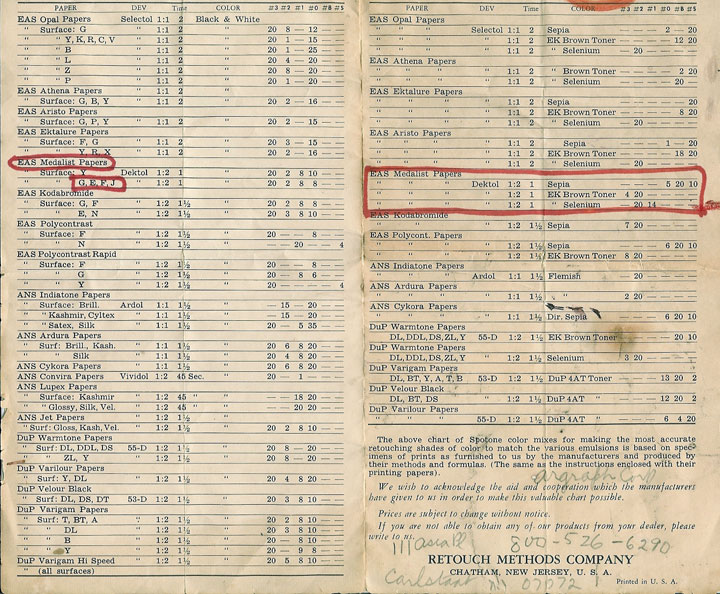 PAPER DEV Time COLOR #3 #2 #1 #0 #8 #S
EAS Opal Papers Selectol 1:1 2 Black & White
" Surface: G " 1:1 2 " 20 8 — 12 — —
" " Y, K, R, C, V " 1:1 2 " 20 1 — 15
" " B " 1:1 2 " 20 1 — 25
" " L " 1:1 2 " 20 4 — 20
" " Z " 1:1 2 " 20 8 — 20
" " P " 1:1 2 " 20 1 — 20
EAS Athena Papers
" Surface: G, B, Y " 1:1 2 " 20 2 — 16
EAS Aristo Papers
" Surface: G, P, Y " 1:1 2 " 20 2 — 15
EAS Ektalure Papers
" Surface: F, G " 1:1 2 " 20 3 — 15
" " Y, R, X " 1:1 2 " 20 2 — 16
EAS Medalist Papers
" Surface: Y Dektol 1:2 1 " 20 2 8 10
" " G, E, F, J " 1:2 1 " 20 2 8 8
EAS Kodabromide
" Surface: G, F " 1:2 1½ " 20 2 8 8
" " E, N " 1:2 1½ " 20 3 8 10
EAS Polycontrast
" Surface: F " 1:2 1½ " 20 — — 8
" " N " 1:2 1½ " — — 20 — — 4
EAS Polycontrast Rapid
" Surface: F " 1:2 1½ " 20 — — 8
" " G " 1:2 1½ " 20 — 8 6
" " Y " 1:2 1½ " 20 — — — — 4
ANS Indiatone Papers
" Surface: Brill. Ardol 1:1 1½ " — 15 — 20
" " Kashmir, Cyltex 1:1 1½ " — 15 — 20
" " Satex, Silk 1:1 1½ " 20 — 5 35
ANS Ardura Papers
" Surf: Brill., Kash. 1:1 1½ " 20 6 8 20
" " Silk 1:1 1½ " 20 4 8 20
ANS Cykora Papers " 1:1 1½ " 20 6 8 20
ANS Convira Papers Vividol 1:2 45 Sec. " 20 — 1
ANS Lupex Papers
" Surface: Kashmir " 1:2 45 " " — — 18 20
" " Glossy, Silk, Vel. 1:2 45 " " — — 20 20
ANS Jet Papers " 1:2 1½
" Surf: Gloss, Kash, Vel. 1:2 1½ " 20 2 8 10
DuP Warmtone Papers
" Surf: DL, DDL, DS 55-D 1:2 1½ " 20 8 — 20
" " ZL, Y 1:2 1½ " 20 8 — 20
DuP Varilour Papers
" Surf: Y, DL 1:2 1½ " 20 4 8 20
DuP Velour Black
" Surf: DL, DS, DT 53-D 1:2 1½ " 20 3 8 10
DuP Varigam Papers
" Surf: T, BT, A " 1:2 1½ " 20 2 8 10
" " DL " 1:2 1½ " 20 3 8 10
" " B " 1:2 1½ " 20 — 8 10
" " Y " 1:2 1½ " 20 — 9 8
DuP Varigam Hi Speed 1:2 1½ " 20 5 8 10
" (all surfaces)
PAPER DEV Time COLOR #3 #2 #1 #0 #8 #S
EAS Opal Papers
" " " Selectol 1:1 2 Sepia — — — 2 — 20
" " " " 1:1 2 EK Brown Toner — — — — 12 20
" " " " 1:1 2 " Selenium — 20
EAS Athena Papers
" " " " 1:1 2 " Brown Toner — — — — 2 20
" " " " 1:1 2 " Selenium — 20
EAS Ektalure Papers
" " " " 1:1 2 Sepia — — — — — 20
" " " " 1:1 2 EK Brown Toner — — — — 8 20
" " " " 1:1 2 " Selenium — 20
EAS Aristo Papers
" " " " 1:1 2 Sepia — — — 1 — 20
" " " " 1:1 2 EK Brown Toner — — — — 18 20
" " " " 1:1 2 " Selenium — 20
EAS Medalist Papers
" " " Dektol 1:2 1 Sepia — — — 5 20 10
" " " " 1:2 1 EK Brown Toner 4 20
" " " " 1:2 1 " Selenium — 20 14
EAS Kodabromide
" " " " 1:2 1½ Sepia 7 20
EAS Polycont. Papers
" " " " 1:2 1½ Sepia — — — 6 20 10
" " " " 1:2 1½ EK Brown Toner 8 20
ANS Indiatone Papers
" " " Ardol 1:1 1½ Flemish — 20
ANS Ardura Papers
" " " " 1:1 1½ " 2 20
ANS Cykora Papers
" " " " 1:1 1½ Dir. Sepia — — — 6 20 10
DuP Warmtone Papers
DL, DDL, DS, ZL, Y 55-D 1:2 1½ EK Brown Toner — — — — 20 10
DuP Warmtone Papers
DL, DDL, DS, ZL, Y 1:2 1½ Selenium 3 20
DuP Varigam Papers
DL, BT, Y, A, T, B 53-D 1:2 1½ DuP 4AT Toner — — — 13 20 2
DuP Velour Black
DL, BT, DS 1:2 1½ DuP 4AT " — — — 12 20 2
DuP Varilour Papers
" " " 55-D 1:2 1½ DuP 4AT " — — — 6 4 20
The above chart of Spotone color mixes for making the most accurate
retouching shades of color to match the various emulsions is based on spec-
imens of prints as furnished to us by the manufacturers and produced by
their methods and formulas. (The same as the instructions enclosed with their
printing papers).
We wish to acknowledge the aid and cooperation which the manufacturers
have given to us in order to make this valuable chart possible.
Prices are subject to change without notice.
If you are not able to obtain any of our products from your dealer, please
write to us.
800-526-6290
RETOUCH METHODS COMPANY
CHATHAM, NEW JERSEY, U. S. A.
07072
Printed in U. S. A.